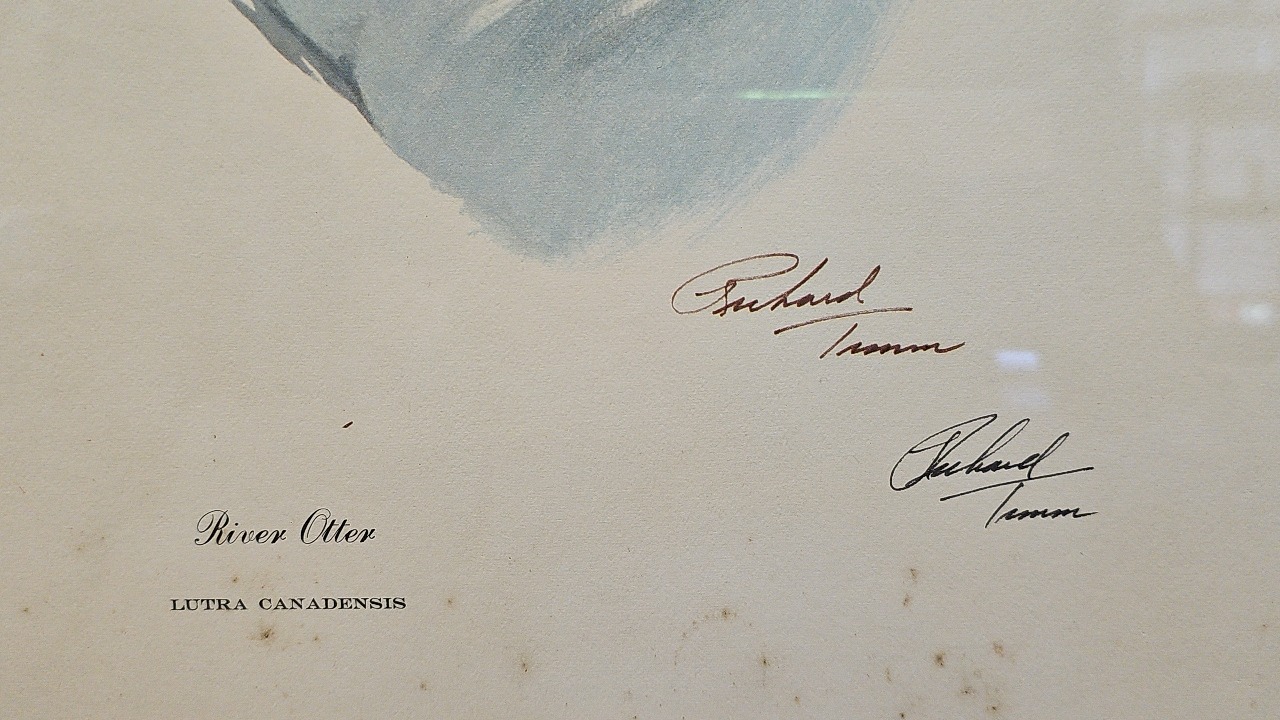 Richard
Timm
Richard
Timm
River Otter
LUTRA CANADENSIS